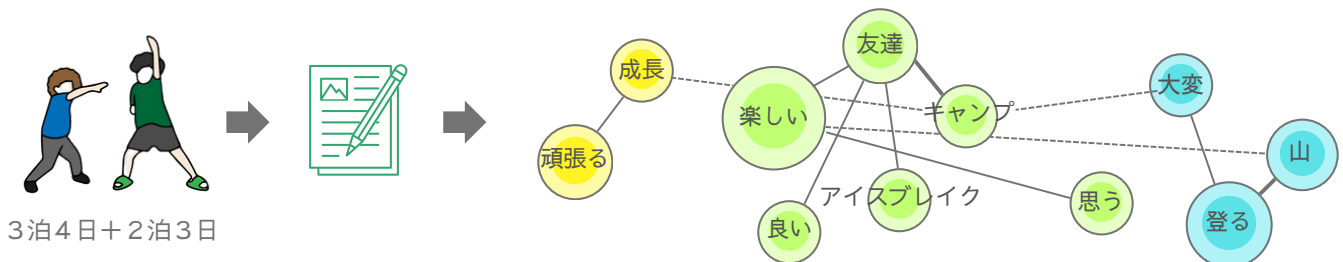 ３泊４日＋２泊３日
成長
頑張る
楽しい
友達
キャンプ
良い
アイスブレイク
思う
大変
山
登る